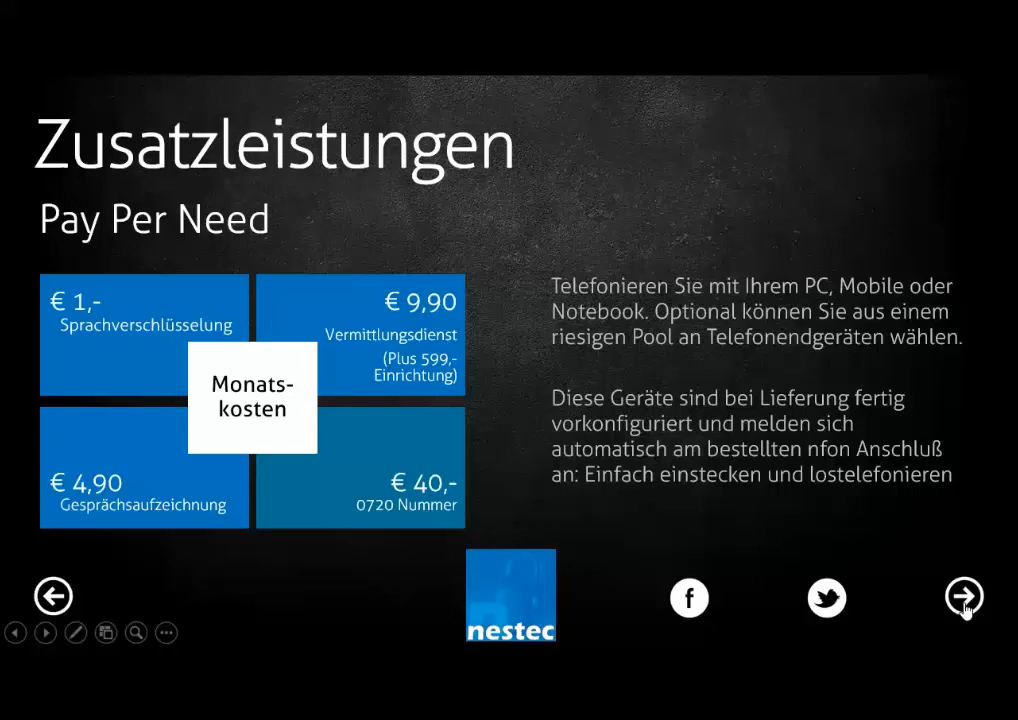 Zusatzleistungen
Pay Per Need
€ 1,-
Sprachverschlüsselung
€ 9,90
Vermittlungsdienst
(Plus 599,-
Einrichtung)
Monats-
kosten
€ 4,90
Gesprächsaufzeichnung
€ 40,-
0720 Nummer
Telefonieren Sie mit Ihrem PC, Mobile oder
Notebook. Optional können Sie aus einem
riesigen Pool an Telefonendgeräten wählen.
Diese Geräte sind bei Lieferung fertig
vorkonfiguriert und melden sich
automatisch am bestellten nfon Anschluß
an: Einfach einstecken und lostelefonieren
nestec
f